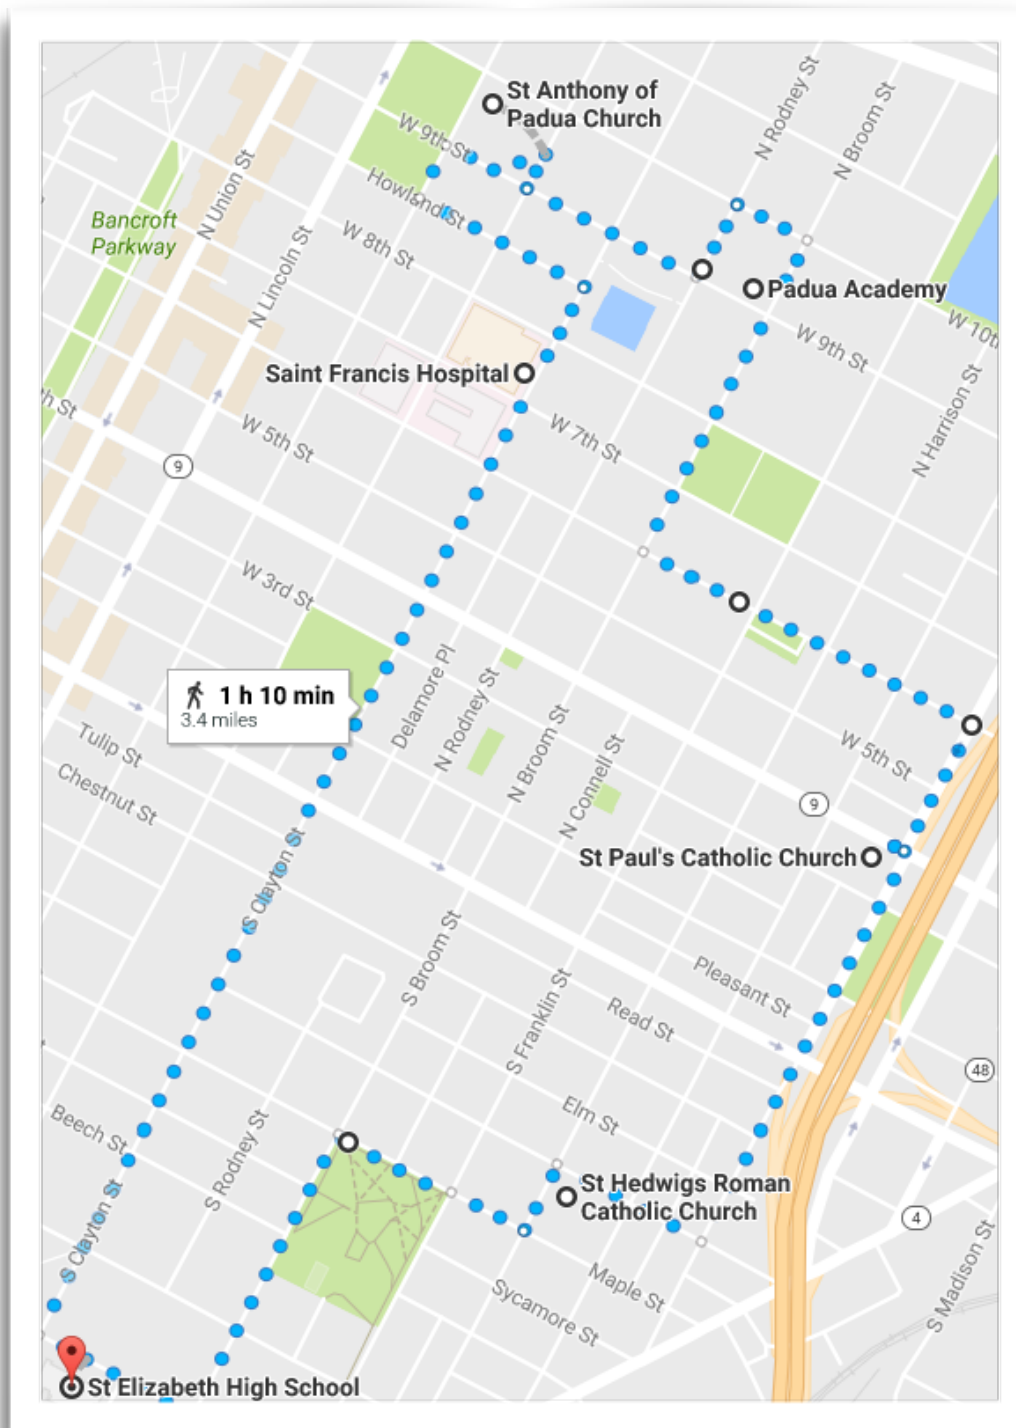 St Anthony of
Padua Church
N Rodney St
N Broom St
W 9th St
Howland St
Bancroft
Parkway
N Union St
W 8th St
N Lincoln St
Padua Academy
W 10t
W 9th St
Saint Francis Hospital
th St
W 5th St
W 7th St
N Harrison St
9
W 3rd St
1 h 10 min
3.4 miles
Delamore Pl
N Rodney St
N Broom St
N Connell St
W 5th St
Tulip St
Chestnut St
9
St Paul's Catholic Church
S Clayton St
S Broom St
Pleasant St
S Franklin St
Read St
48
Beech St
S Rodney St
Elm St
St Hedwigs Roman
Catholic Church
4
S Clayton St
Maple St
Sycamore St
S Madison St
St Elizabeth High School